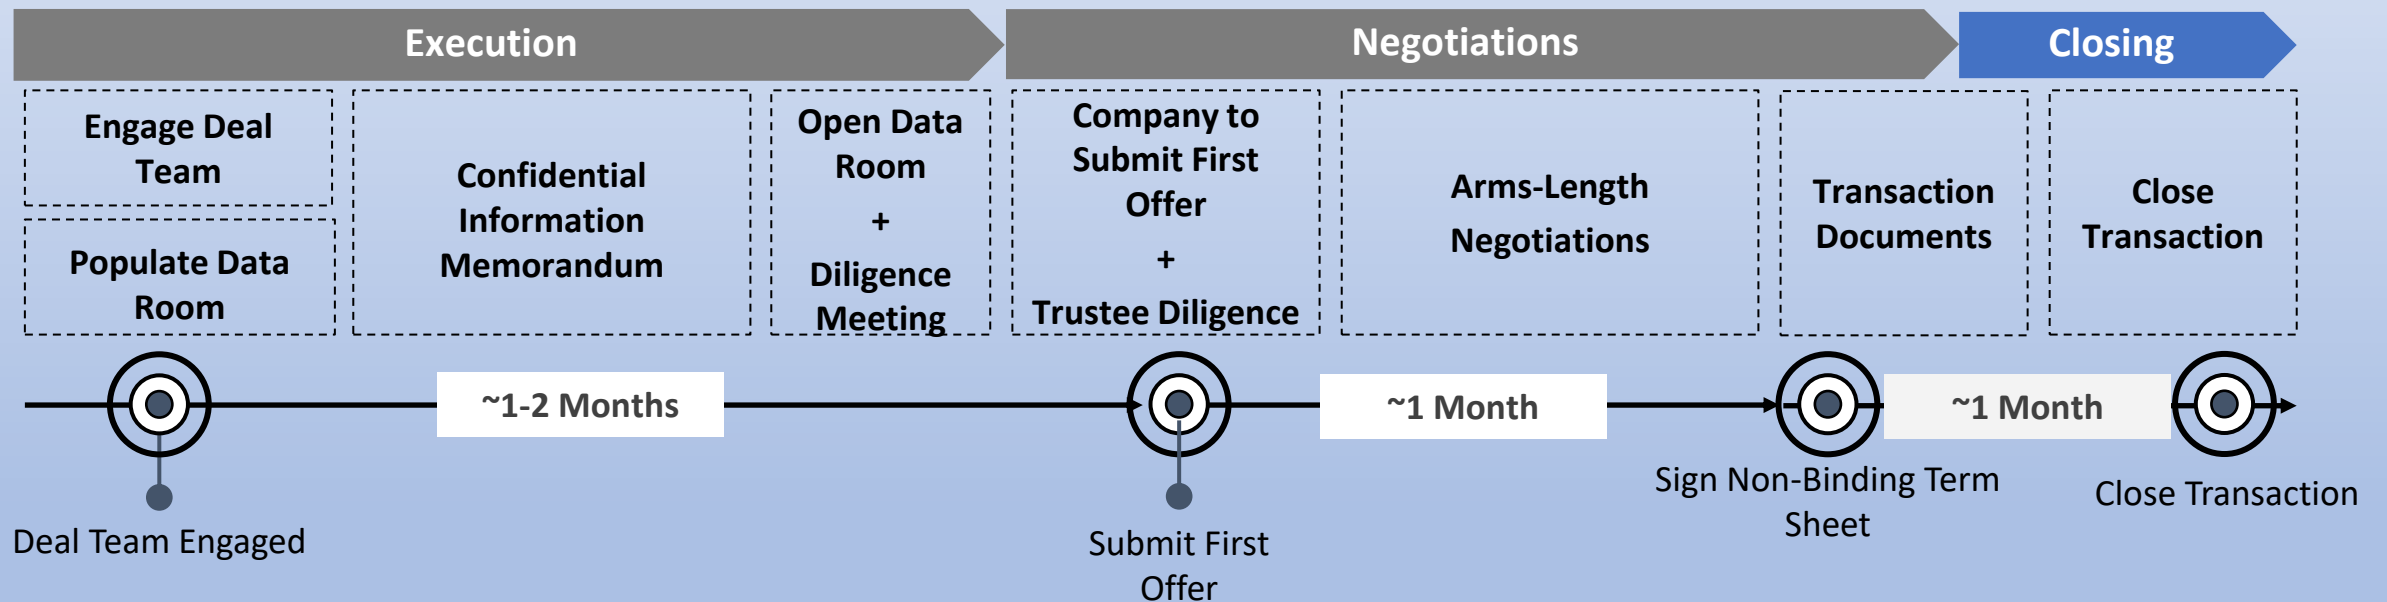 Execution
Negotiations
Closing
Engage Deal
Team
Populate Data
Room
Confidential
Information
Memorandum
Open Data
Room
+
Diligence
Meeting
Company to
Submit First
Offer
+
Trustee Diligence
Arms-Length
Negotiations
Transaction
Documents
Close
Transaction
~1-2 Months
~1 Month
~1 Month
Deal Team Engaged
Submit First
Offer
Sign Non-Binding Term
Sheet
Close Transaction